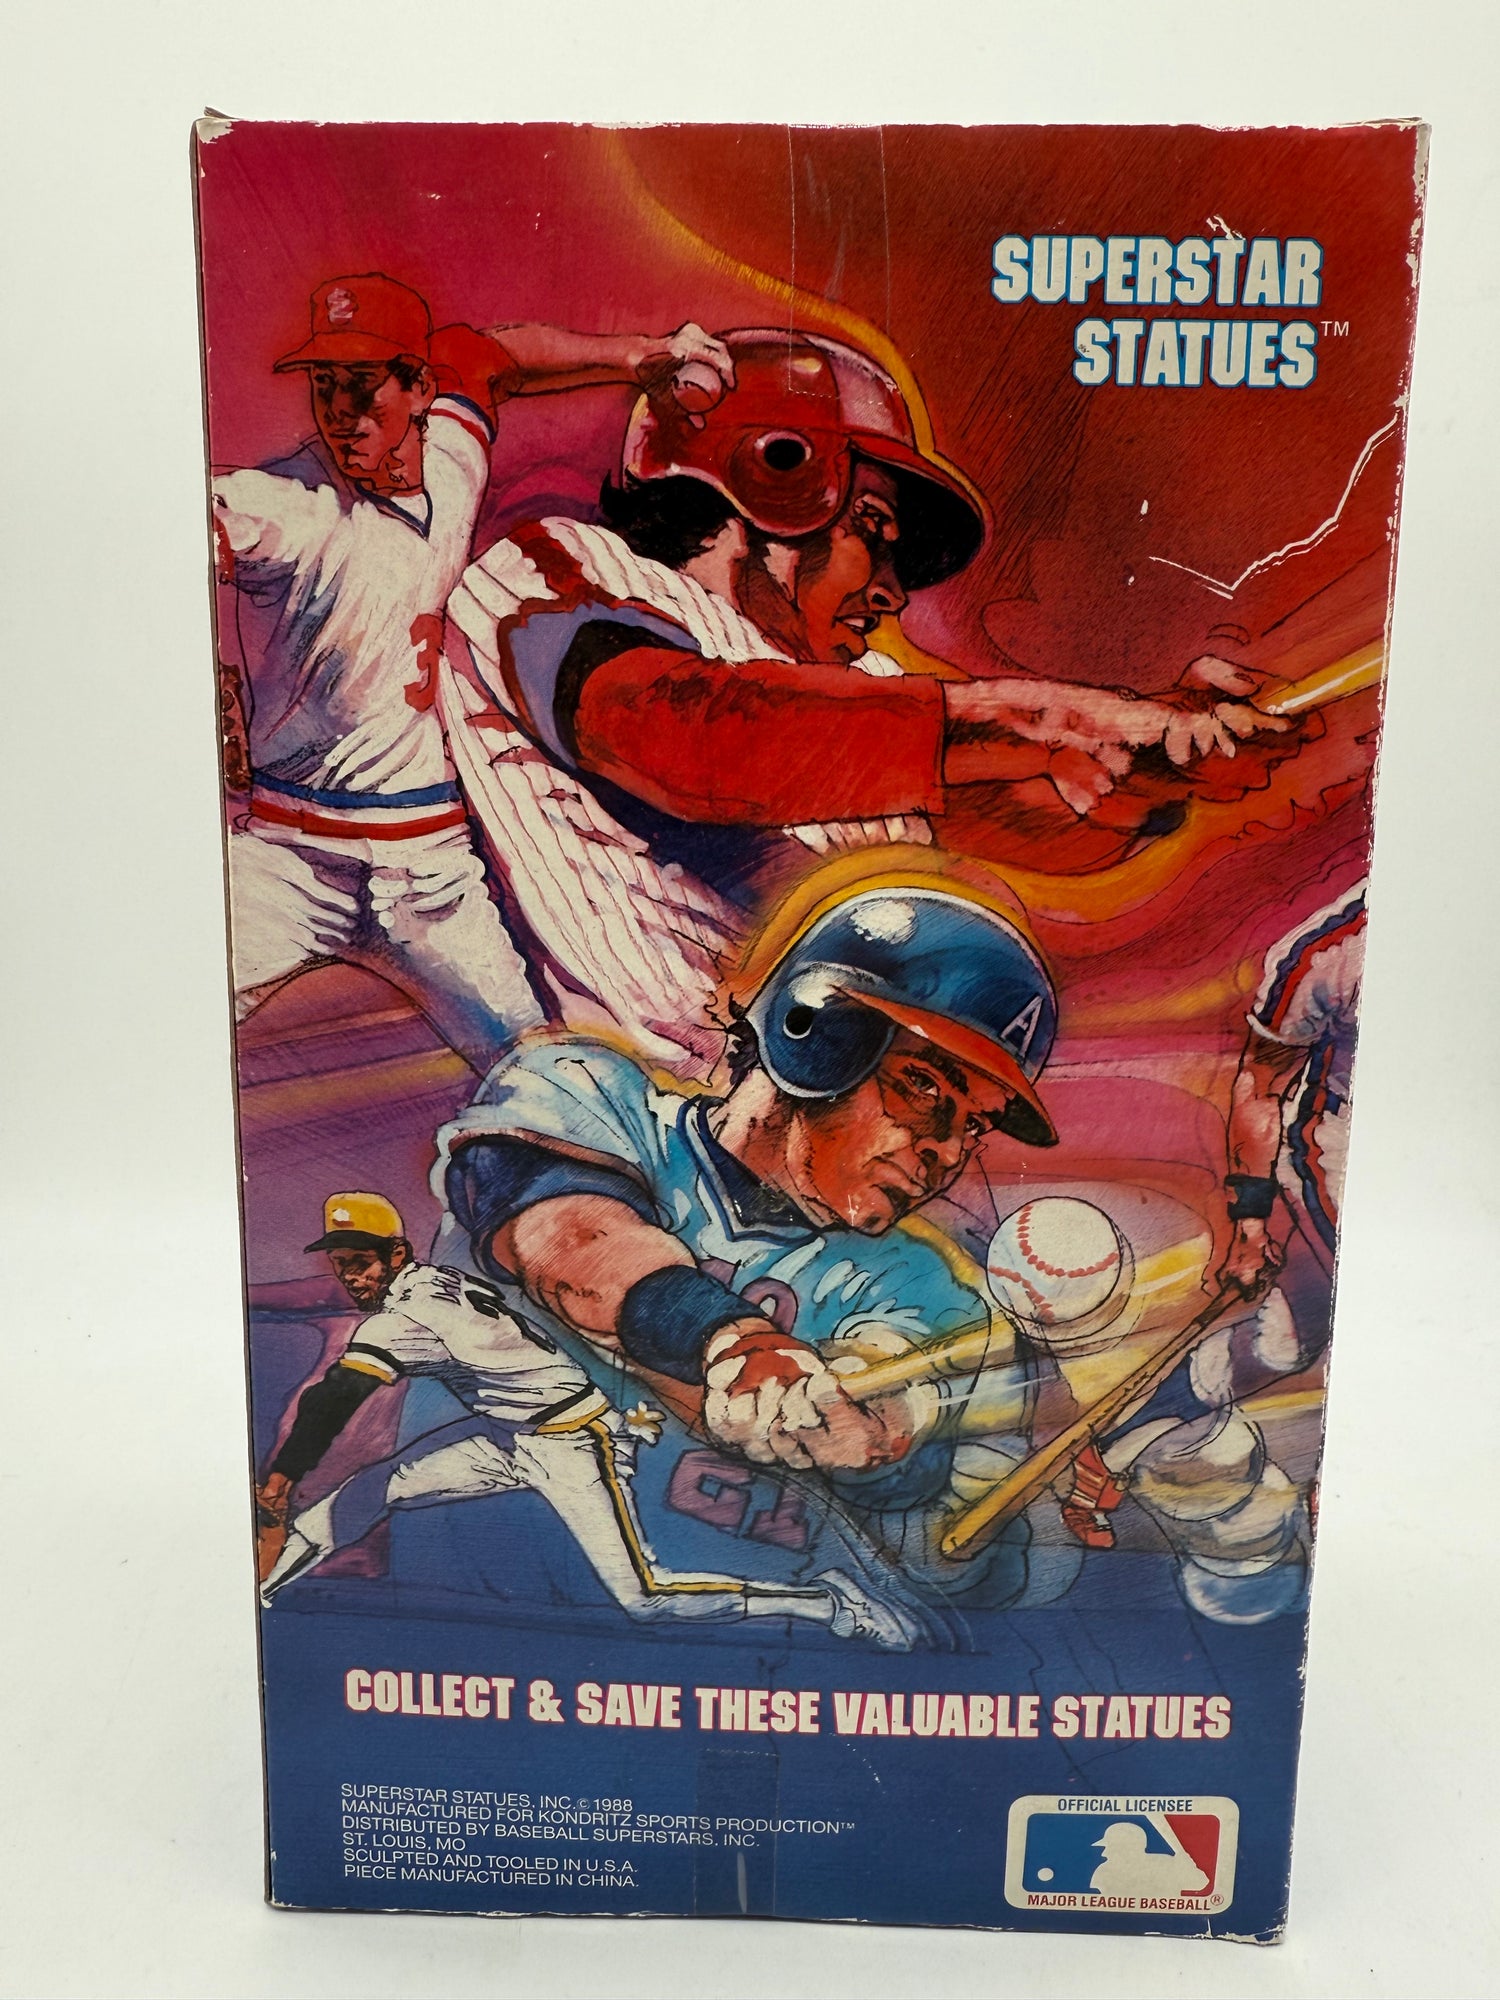 SUPERSTAR
STATUES™
3
A
COLLECT & SAVE THESE VALUABLE STATUES
SUPERSTAR STATUES, INC.© 1988
MANUFACTURED FOR KONDRITZ SPORTS PRODUCTION™
DISTRIBUTED BY BASEBALL SUPERSTARS, INC.
ST. LOUIS, MO
SCULPTED AND TOOLED IN U.S.A.
PIECE MANUFACTURED IN CHINA.
OFFICIAL LICENSEE
MAJOR LEAGUE BASEBALL®